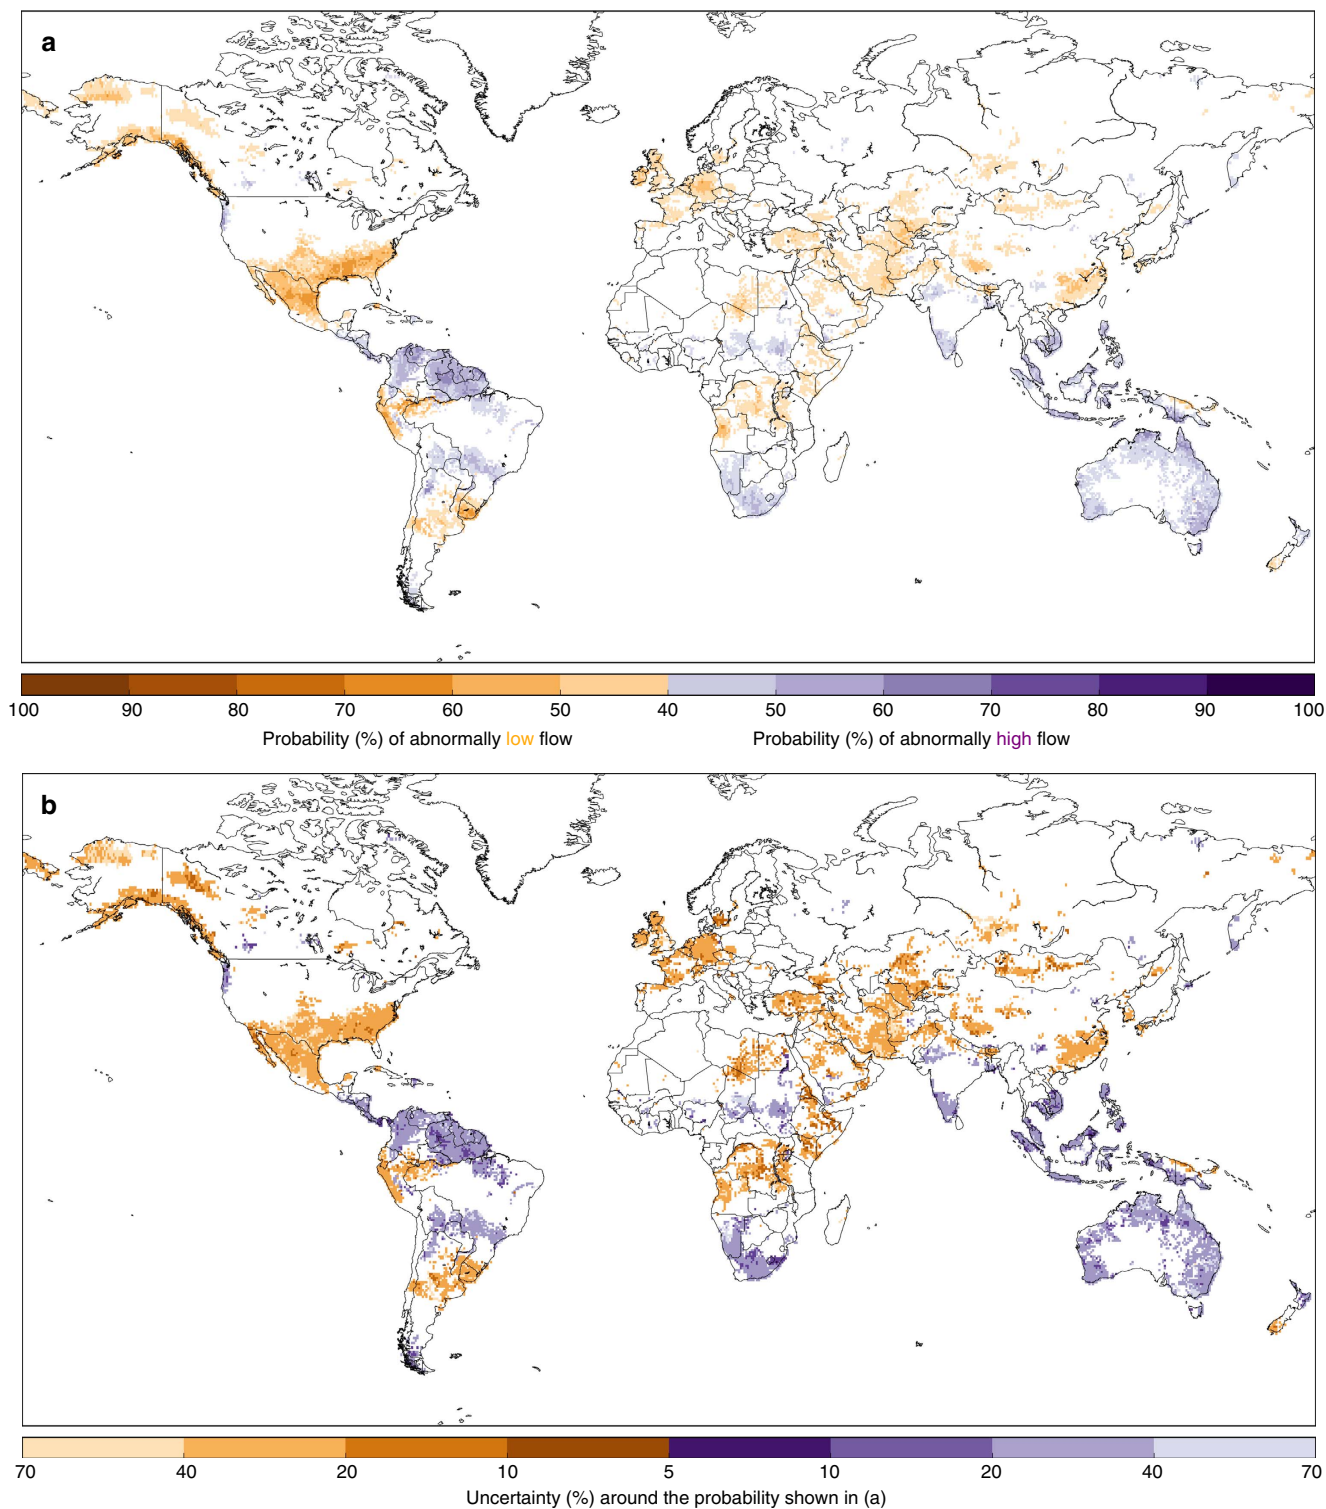 a
100 90 80 70 60 50 40 50 60 70 80 90 100
Probability (%) of abnormally low flow Probability (%) of abnormally high flow
b
70 40 20 10 5 10 20 40 70
Uncertainty (%) around the probability shown in (a)